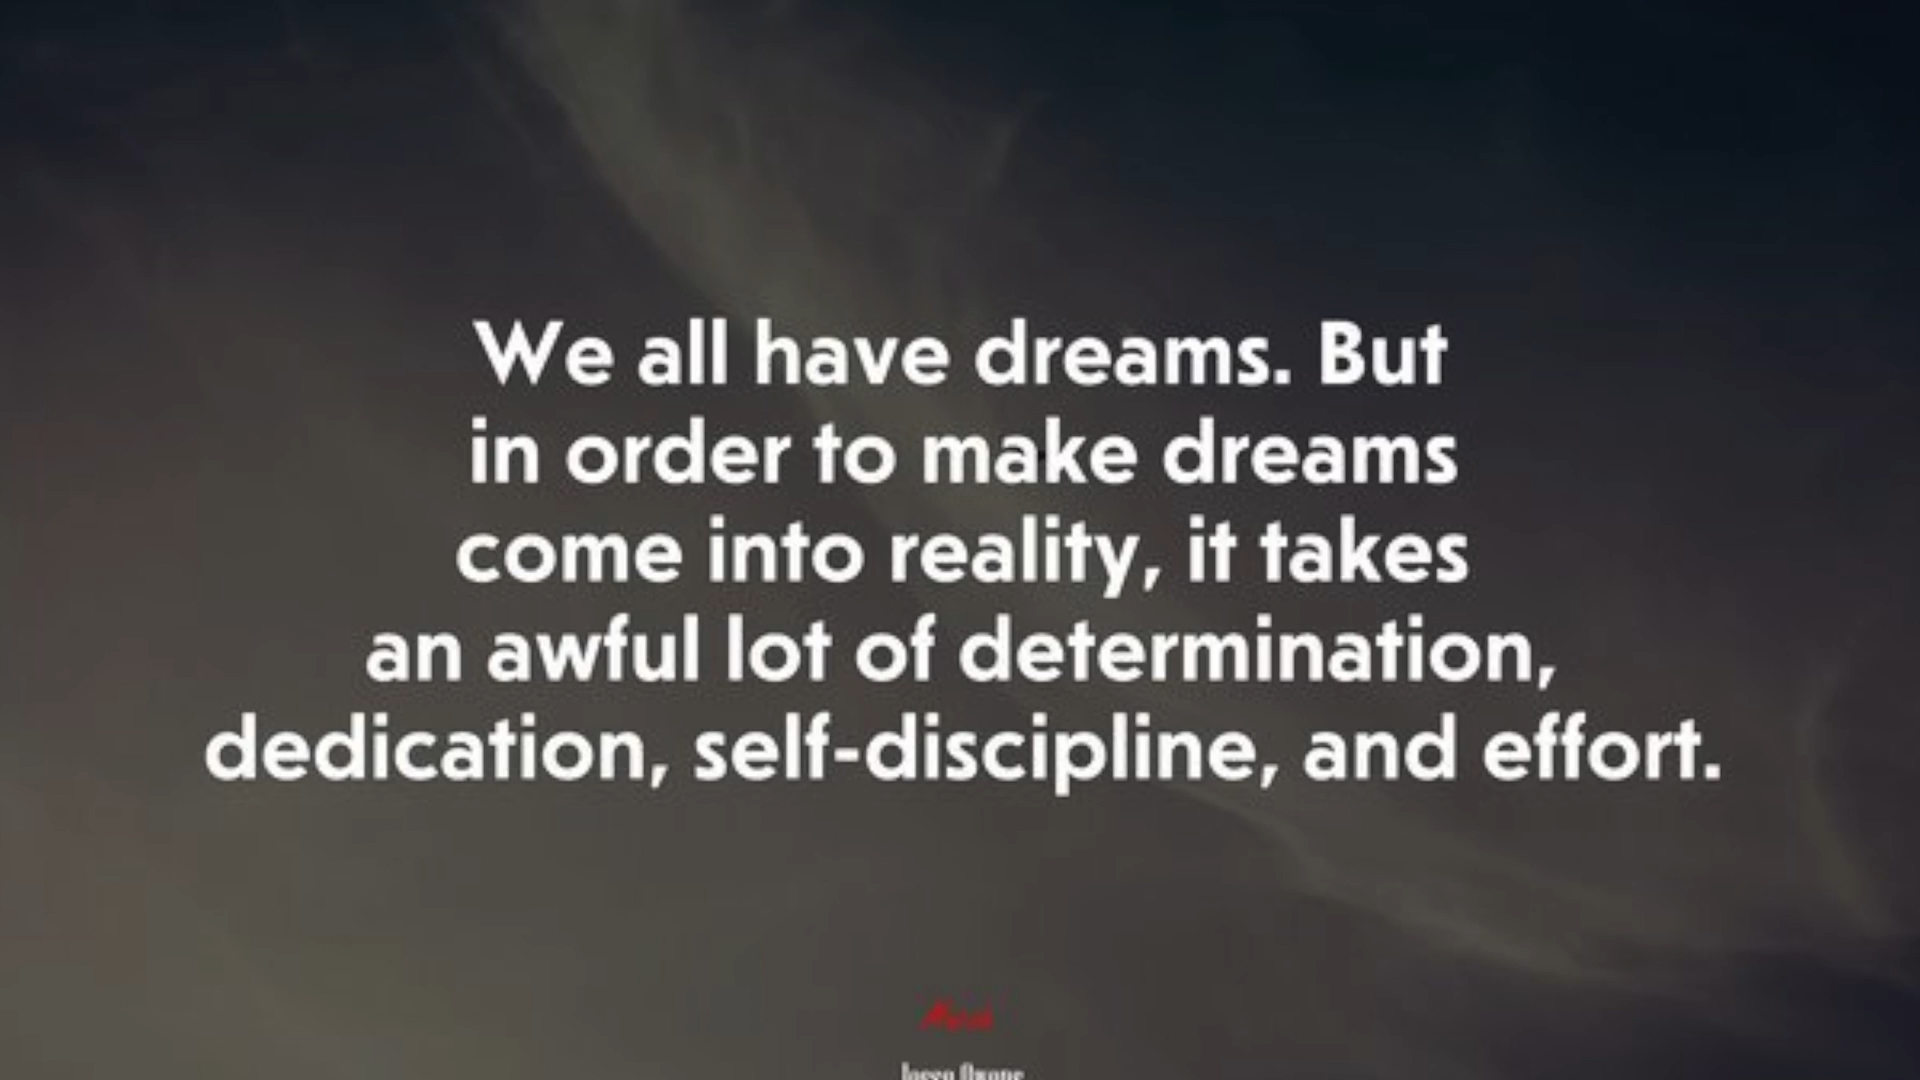 We all have dreams. But
in order to make dreams
come into reality, it takes
an awful lot of determination,
dedication, self-discipline, and effort.